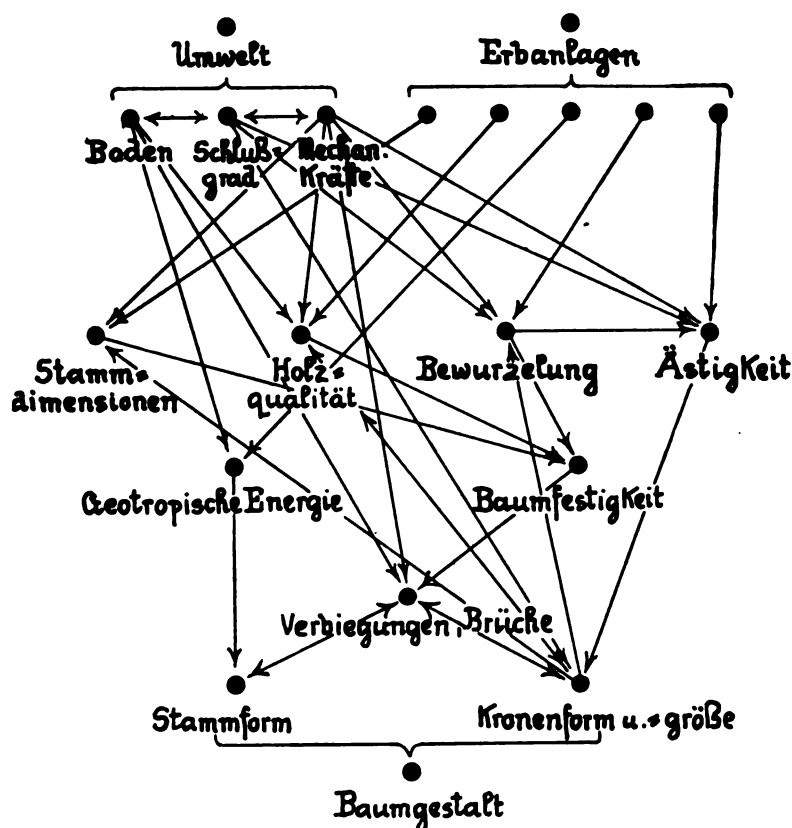 Umwelt
Erbanlagen
Boden
Schluß=
grad
Mechan.
Kräfte
Stamm=
dimensionen
Holz=
qualität
Bewurzelung
Ästigkeit
Geotropische Energie
Baumfestigkeit
Verbiegungen, Brüche
Stammform
Kronenform u.=größe
Baumgestalt